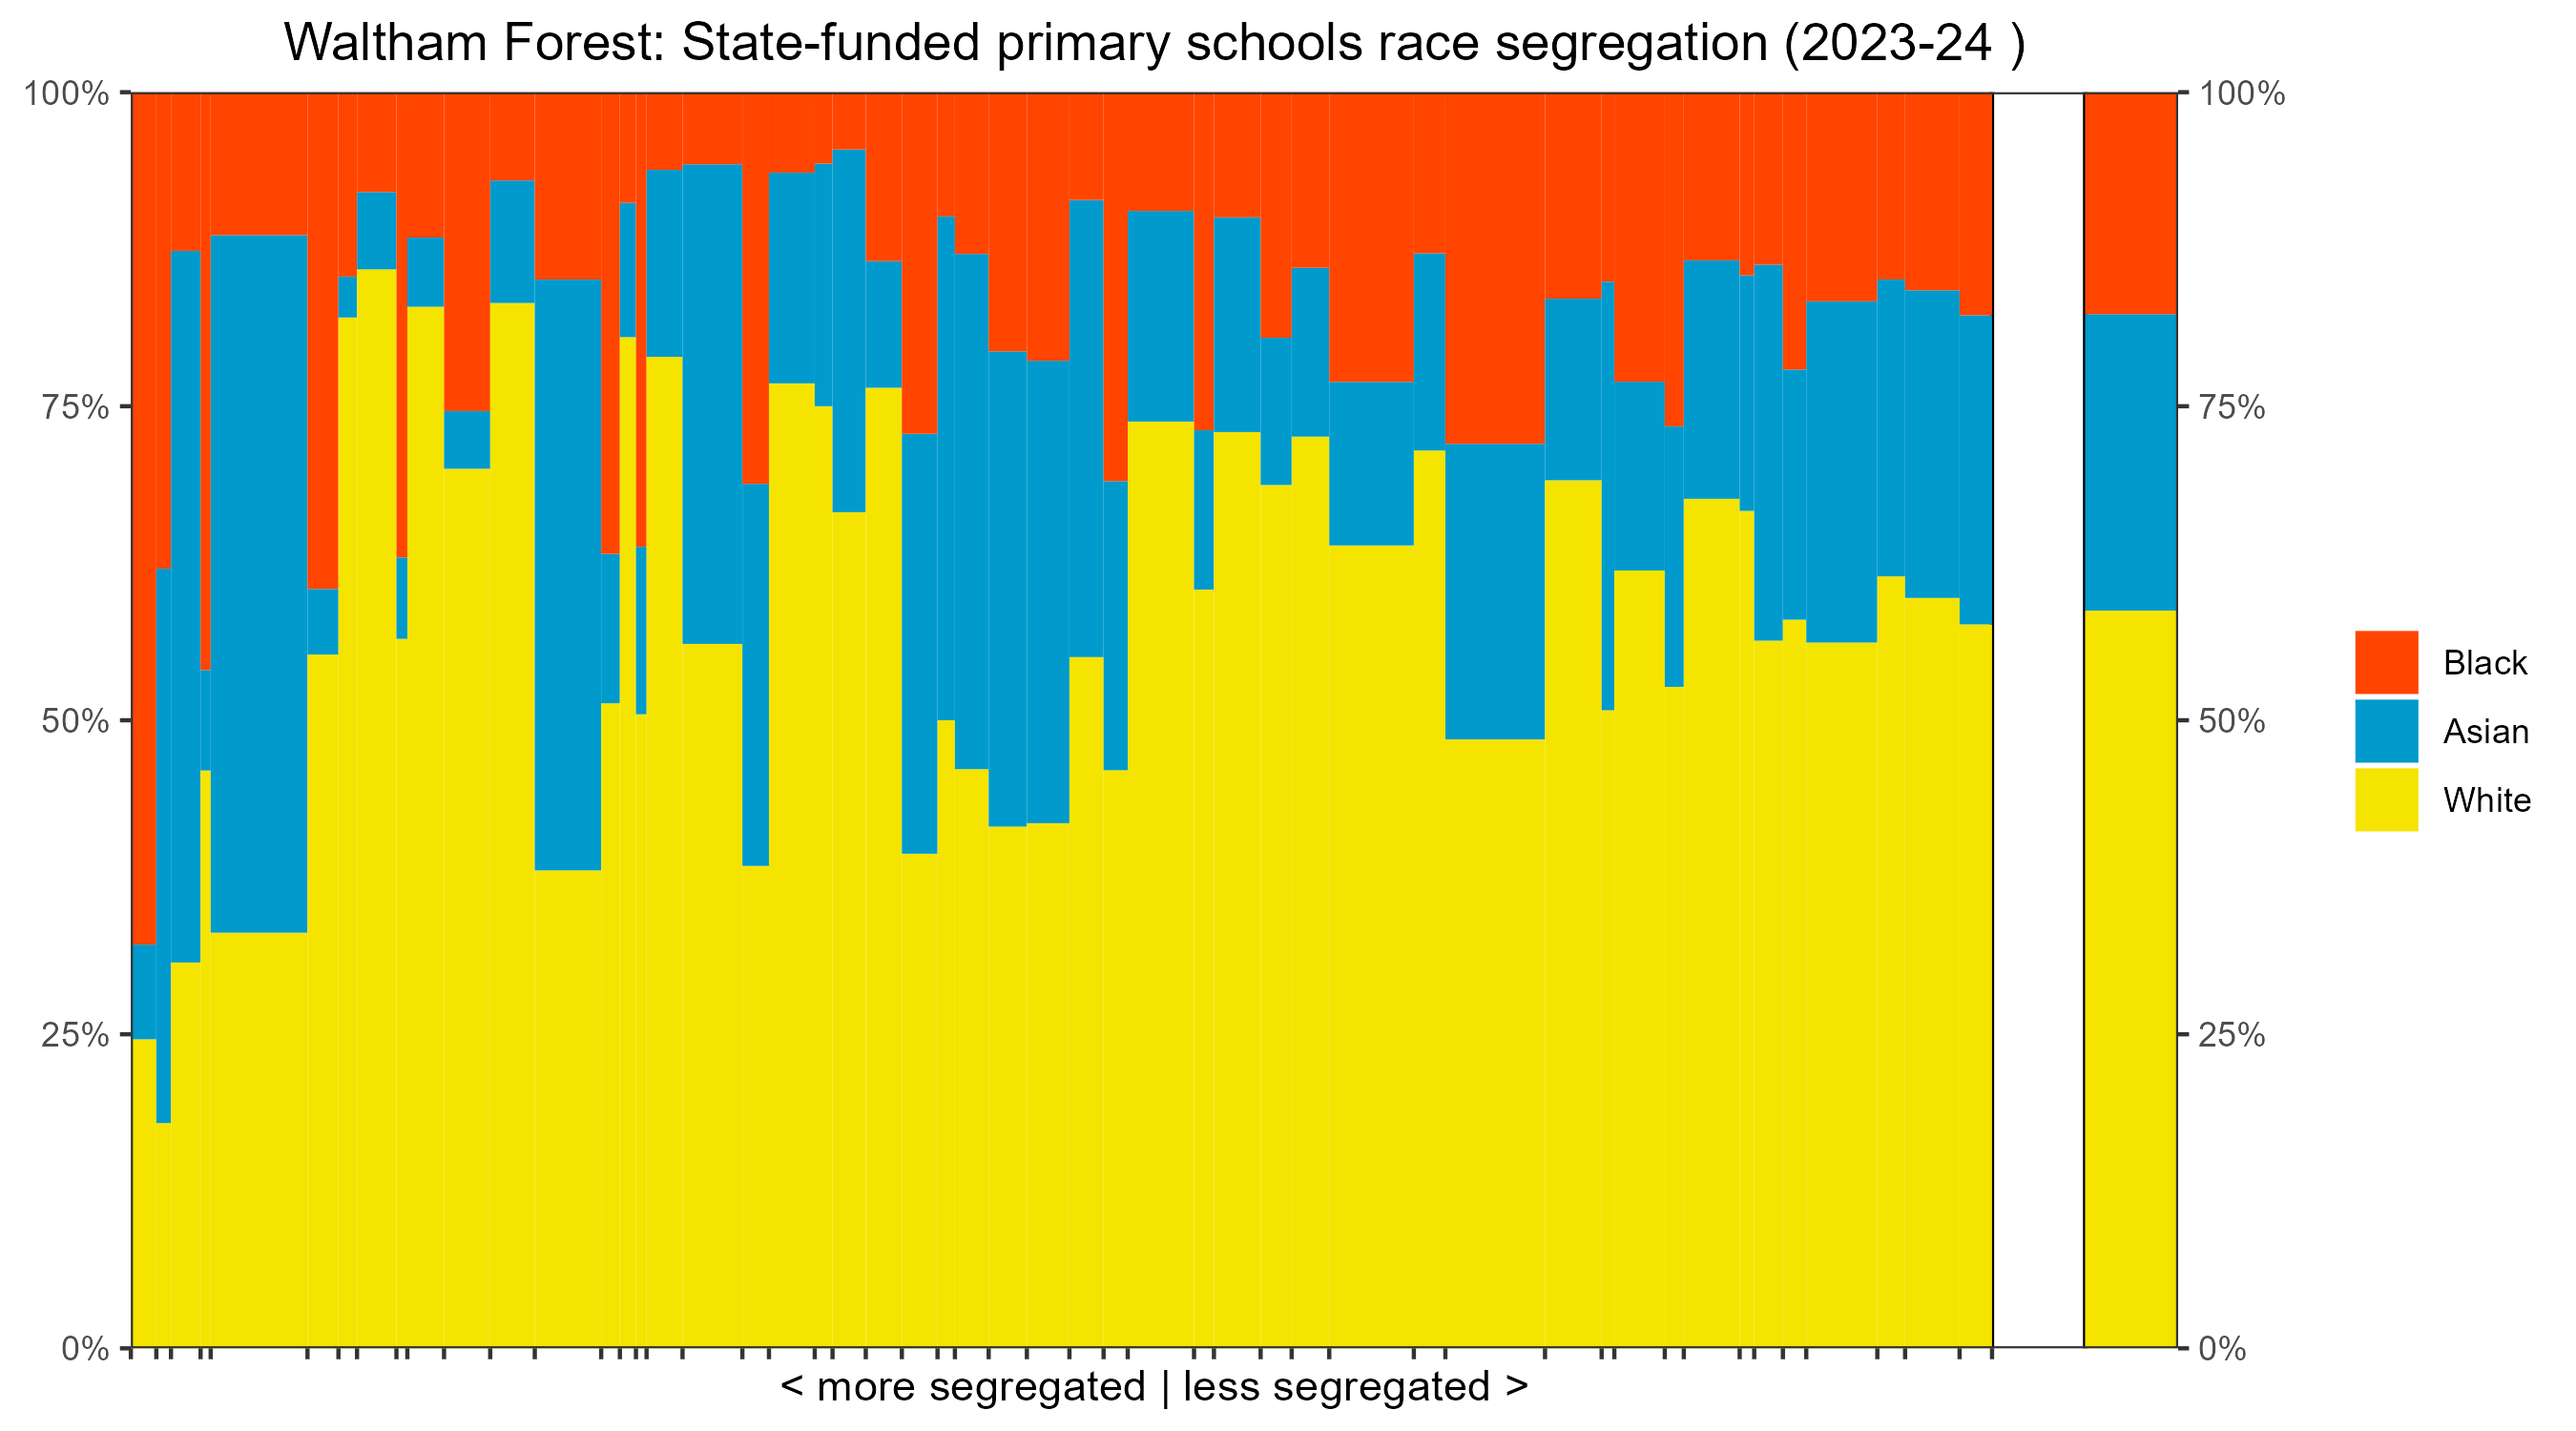 Waltham Forest: State-funded primary schools race segregation (2023-24 )
100%
75%
50%
25%
0%
100%
75%
50%
25%
0%
Black
Asian
White
< more segregated | less segregated >